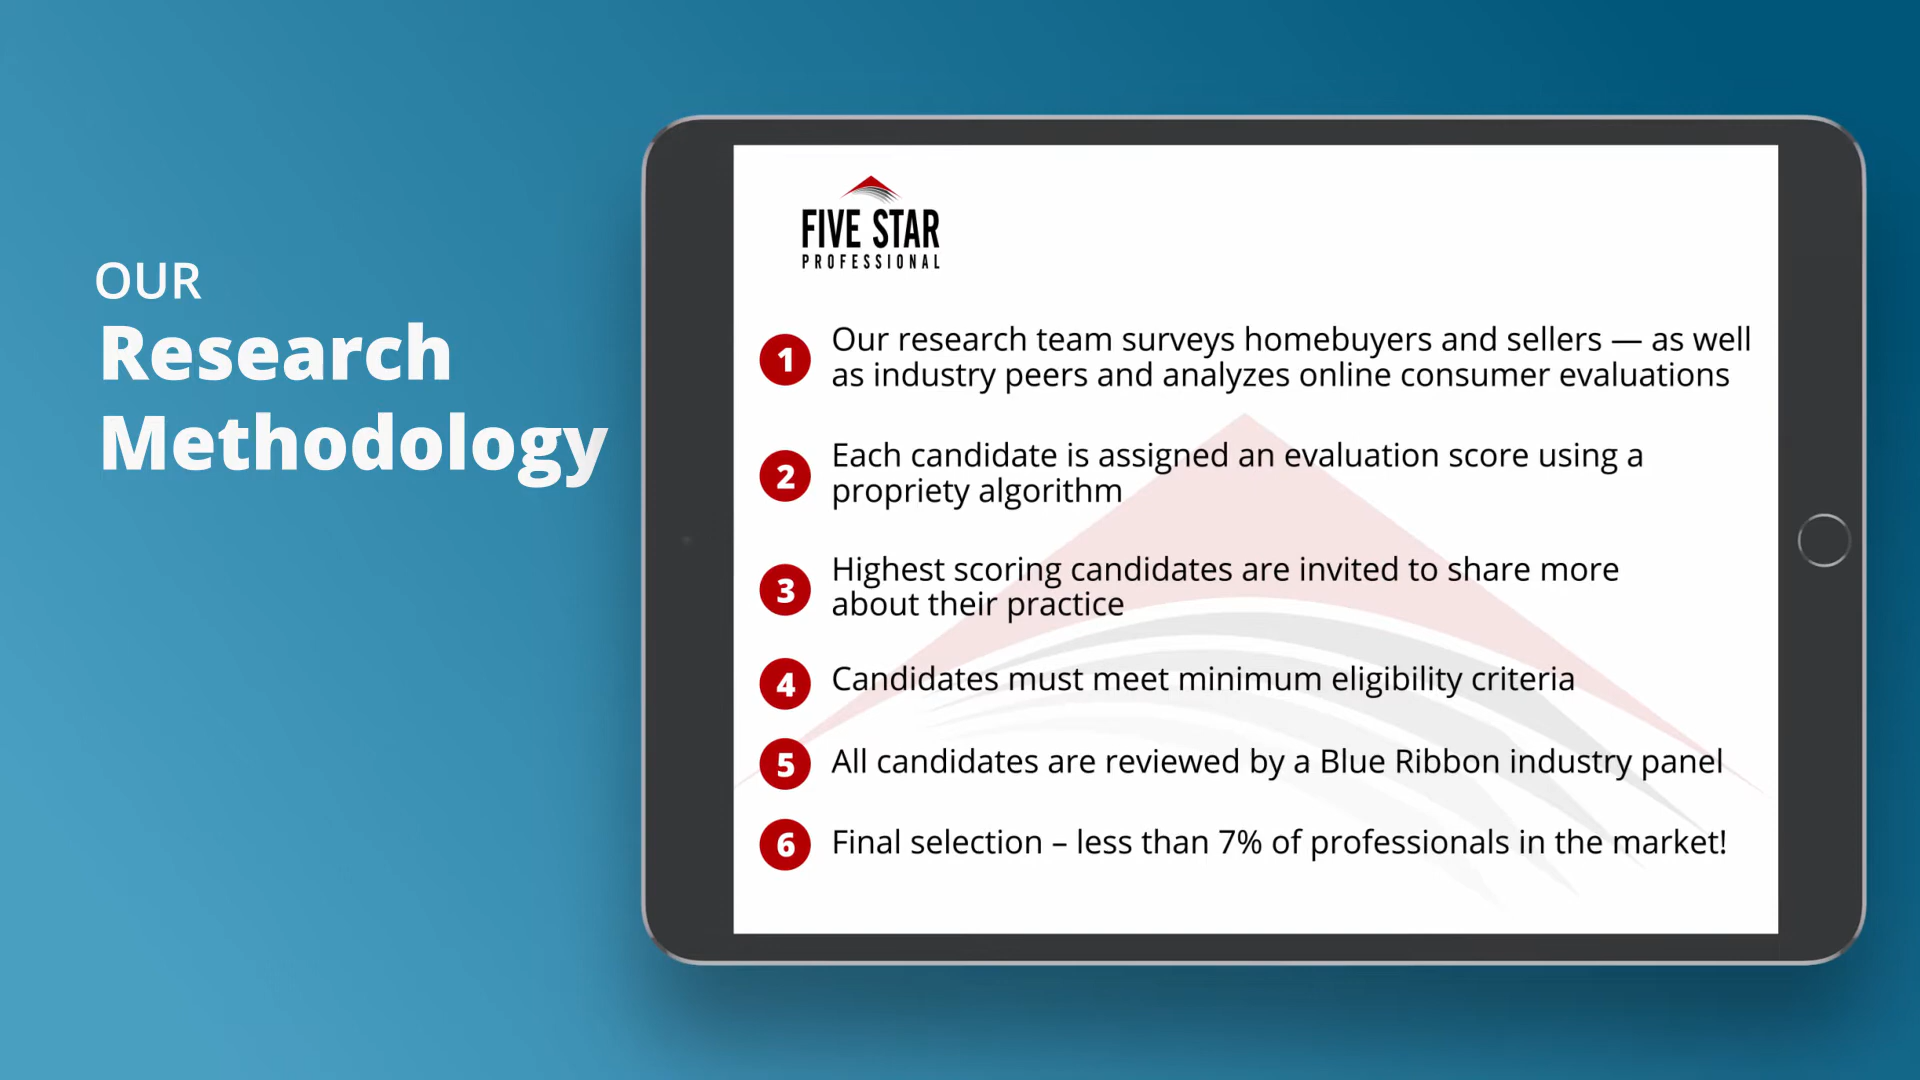 OUR
Research
Methodology
FIVE STAR
PROFESSIONAL
1 Our research team surveys homebuyers and sellers — as well
as industry peers and analyzes online consumer evaluations
2 Each candidate is assigned an evaluation score using a
propriety algorithm
3 Highest scoring candidates are invited to share more
about their practice
4 Candidates must meet minimum eligibility criteria
5 All candidates are reviewed by a Blue Ribbon industry panel
6 Final selection – less than 7% of professionals in the market!